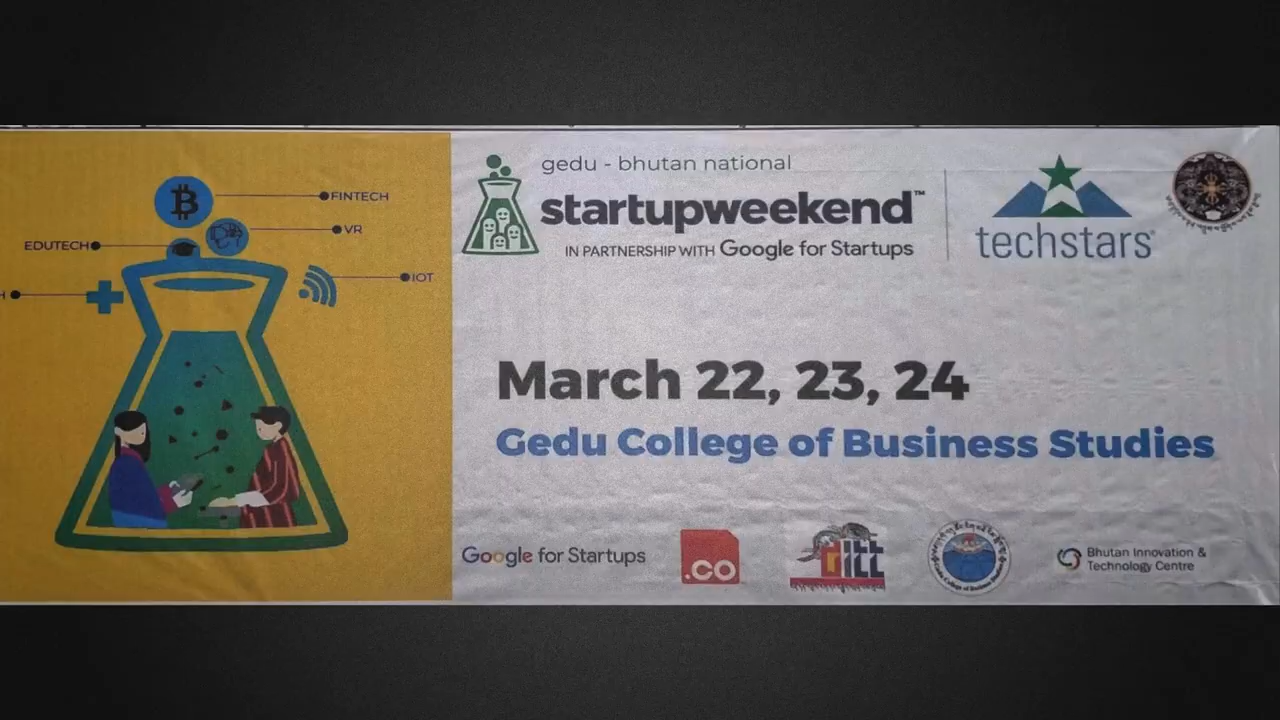 FINTECH
VR
EDUTECH
IOT
H
gedu - bhutan national
startupweekend™
IN PARTNERSHIP WITH Google for Startups
techstars®
March 22, 23, 24
Gedu College of Business Studies
Google for Startups
.co
ditt
Bhutan Innovation &
Technology Centre